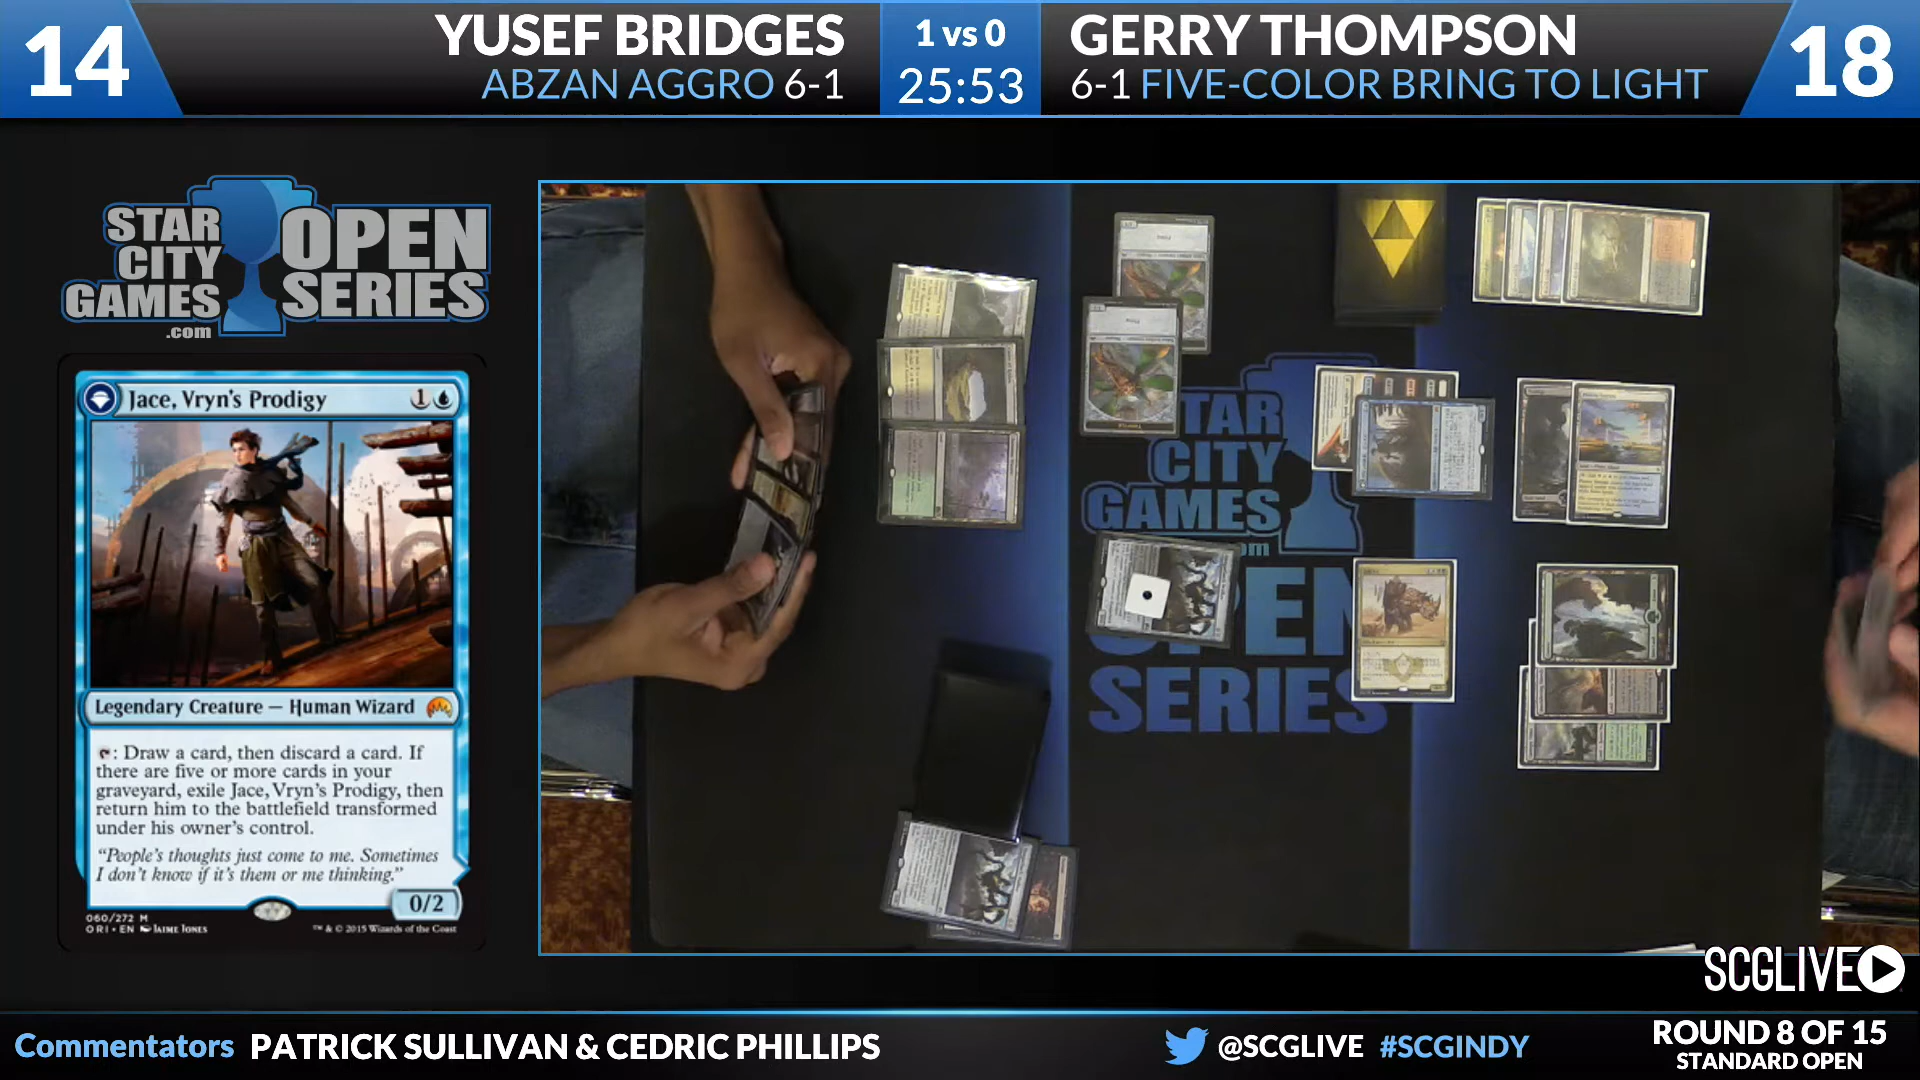 14
YUSEF BRIDGES
ABZAN AGGRO 6-1
1 vs 0
25:53
GERRY THOMPSON
6-1 FIVE-COLOR BRING TO LIGHT
18
STAR CITY GAMES .com
OPEN SERIES
Jace, Vryn's Prodigy 1
Legendary Creature — Human Wizard
: Draw a card, then discard a card. If
there are five or more cards in your
graveyard, exile Jace, Vryn's Prodigy, then
return him to the battlefield transformed
under his owner's control.
"People's thoughts just come to me. Sometimes
I don't know if it's them or me thinking."
0/2
060/272 M
ORI • EN JAIME JONES
™ & © 2015 Wizards of the Coast
TAR
CITY
GAMES
OPEN
SERIES
SCGLIVE
Commentators PATRICK SULLIVAN & CEDRIC PHILLIPS
@SCGLIVE #SCGINDY
ROUND 8 OF 15
STANDARD OPEN